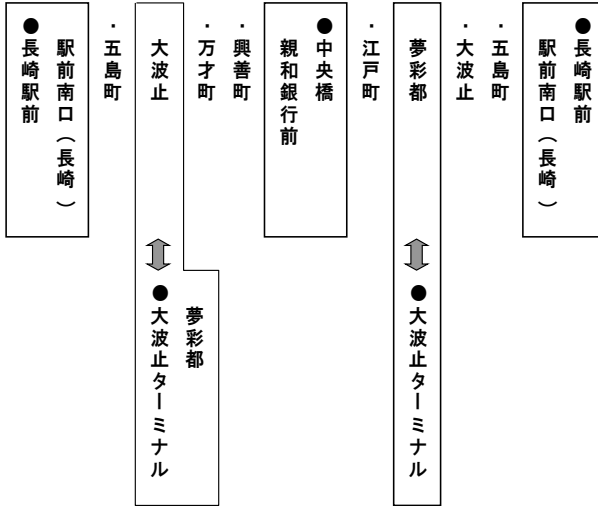 ●長崎駅前
駅前南口(長崎)
・五島町
・大波止
夢彩都
●大波止ターミナル
・江戸町
●中央橋
親和銀行前
・興善町
・万才町
大波止
夢彩都
●大波止ターミナル
・五島町
駅前南口(長崎)
●長崎駅前